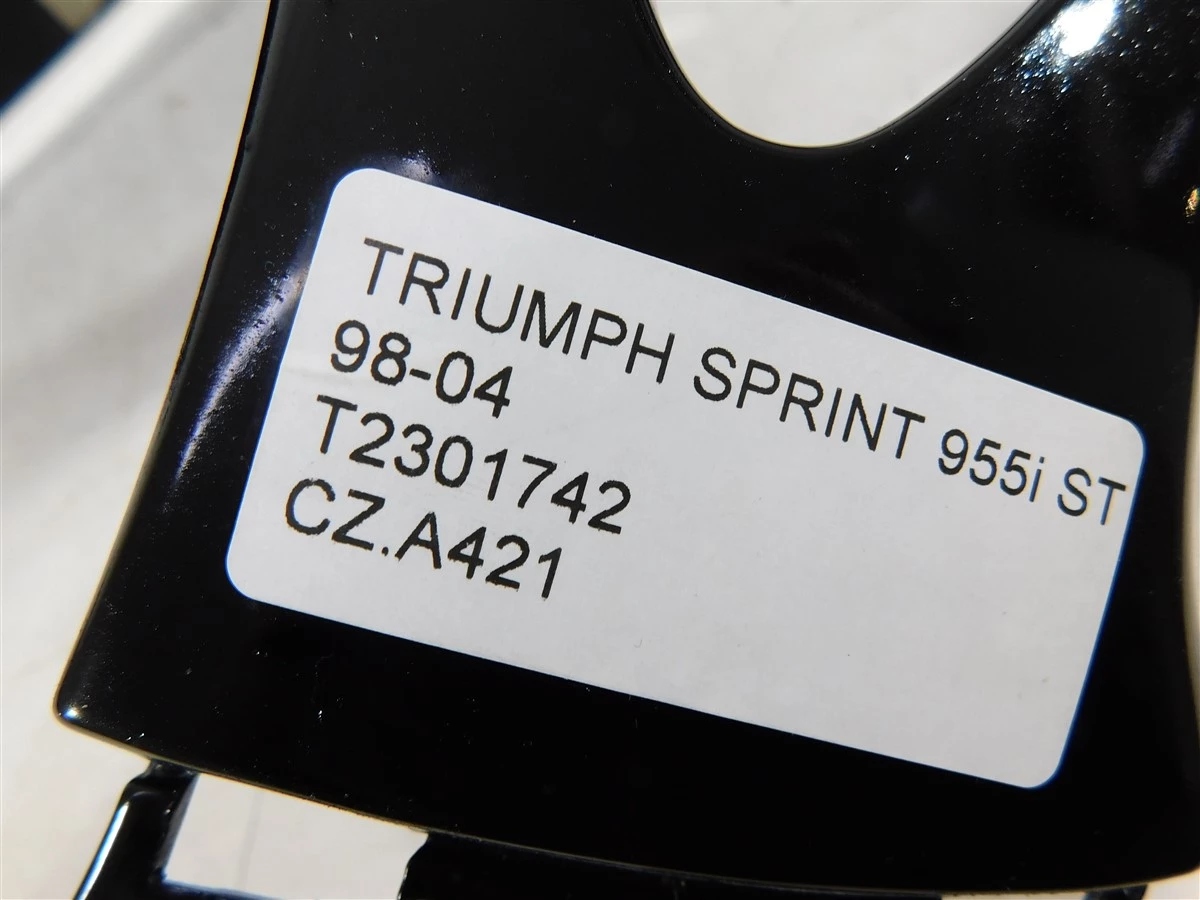 TRIUMPH SPRINT 955i ST
98-04
T2301742
CZ.A421